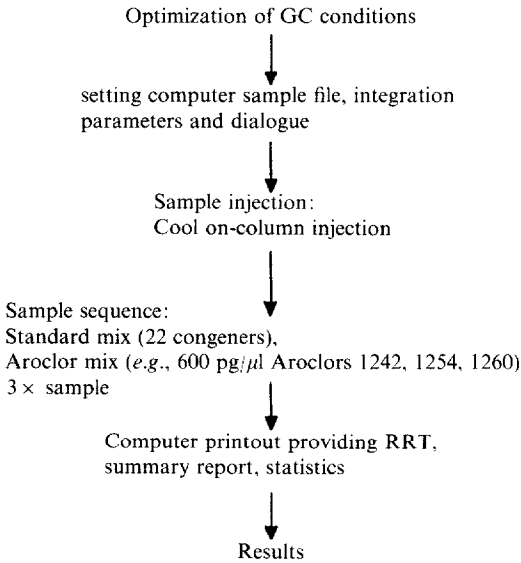 Optimization of GC conditions
setting computer sample file, integration
parameters and dialogue
Sample injection:
Cool on-column injection
Sample sequence:
Standard mix (22 congeners),
Aroclor mix (e.g., 600 pg/μl Aroclors 1242, 1254, 1260)
3 × sample
Computer printout providing RRT,
summary report, statistics
Results